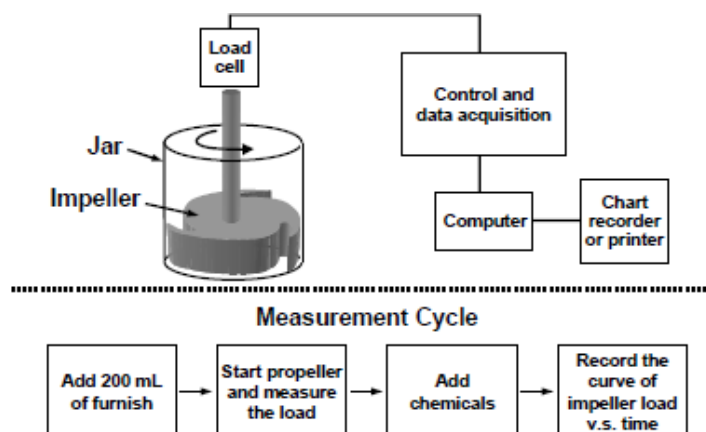 Load
cell
Control and
data acquisition
Jar
Impeller
Computer
Chart
recorder
or printer
Measurement Cycle
Add 200 mL
of furnish
Start propeller
and measure
the load
Add
chemicals
Record the
curve of
impeller load
v.s. time